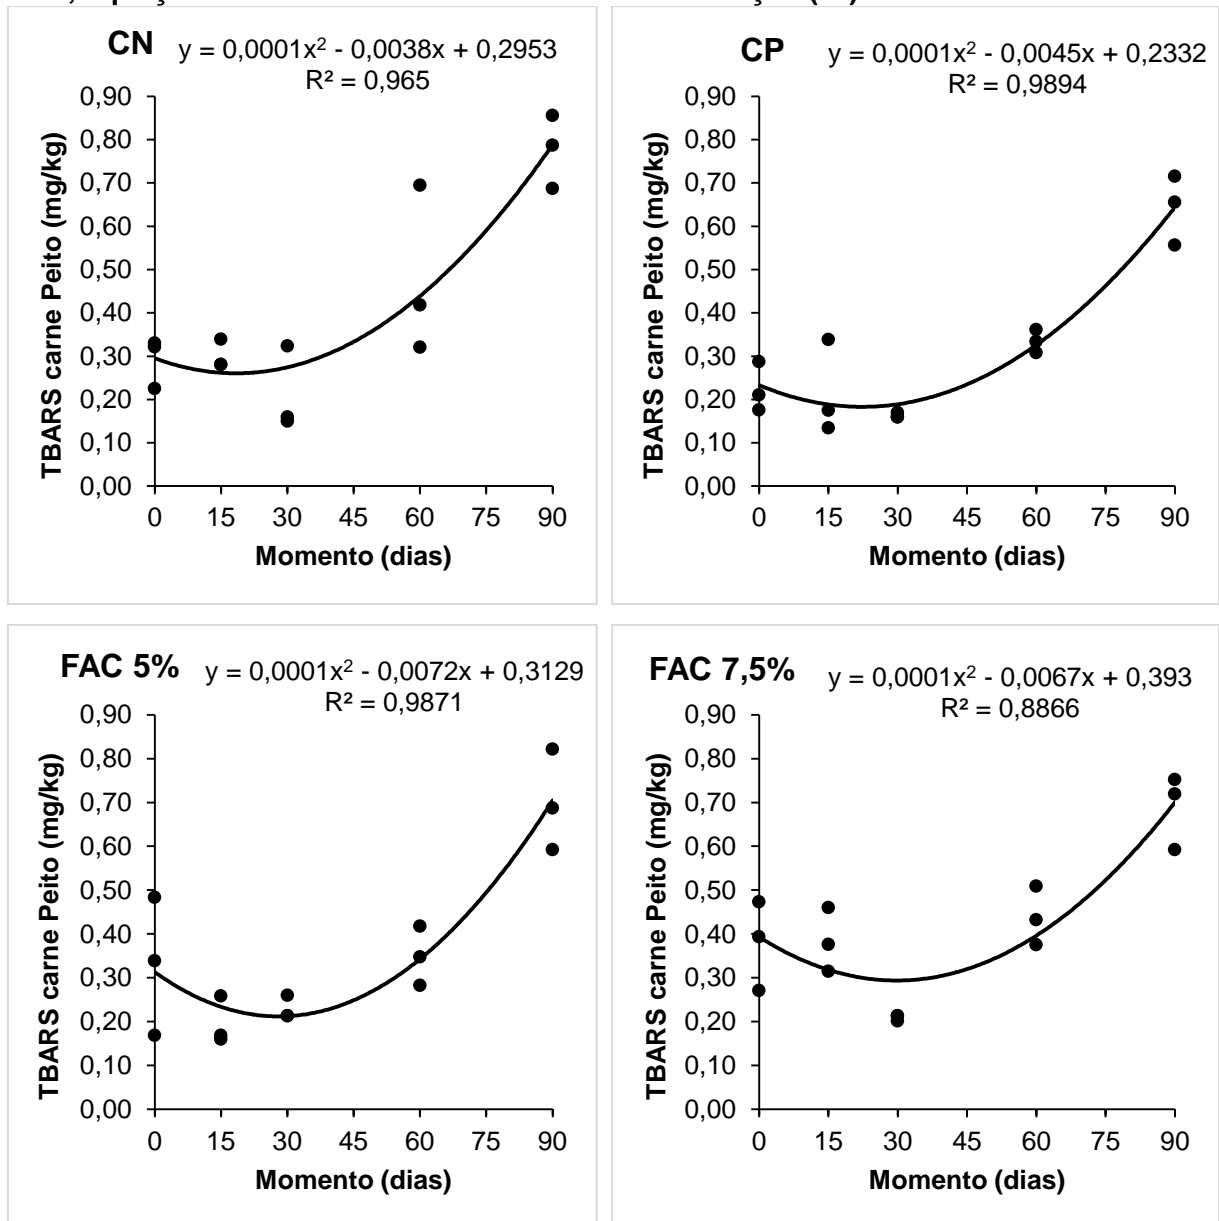 CN y = 0,0001x² - 0,0038x + 0,2953
R² = 0,965
0,90
0,80
0,70
0,60
0,50
0,40
0,30
0,20
0,10
0,00
TBARS carne Peito (mg/kg)
0 15 30 45 60 75 90
Momento (dias)
CP y = 0,0001x² - 0,0045x + 0,2332
R² = 0,9894
0,90
0,80
0,70
0,60
0,50
0,40
0,30
0,20
0,10
0,00
TBARS carne Peito (mg/kg)
0 15 30 45 60 75 90
Momento (dias)
FAC 5% y = 0,0001x² - 0,0072x + 0,3129
R² = 0,9871
0,90
0,80
0,70
0,60
0,50
0,40
0,30
0,20
0,10
0,00
TBARS carne Peito (mg/kg)
0 15 30 45 60 75 90
Momento (dias)
FAC 7,5% y = 0,0001x² - 0,0067x + 0,393
R² = 0,8866
0,90
0,80
0,70
0,60
0,50
0,40
0,30
0,20
0,10
0,00
TBARS carne Peito (mg/kg)
0 15 30 45 60 75 90
Momento (dias)